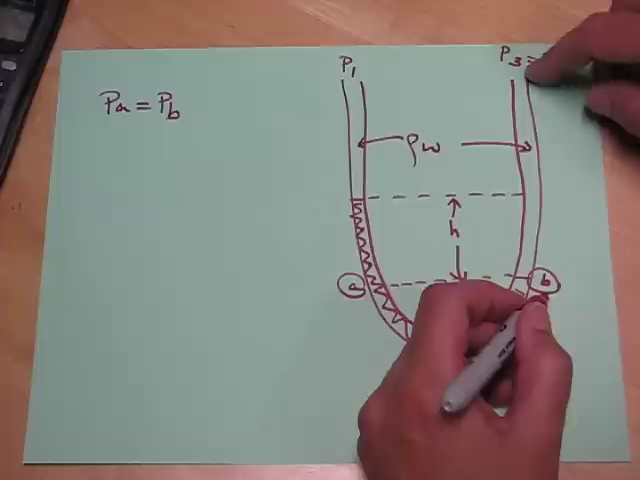 P1
P3=
Pa = Pb
ρw
h
a
b